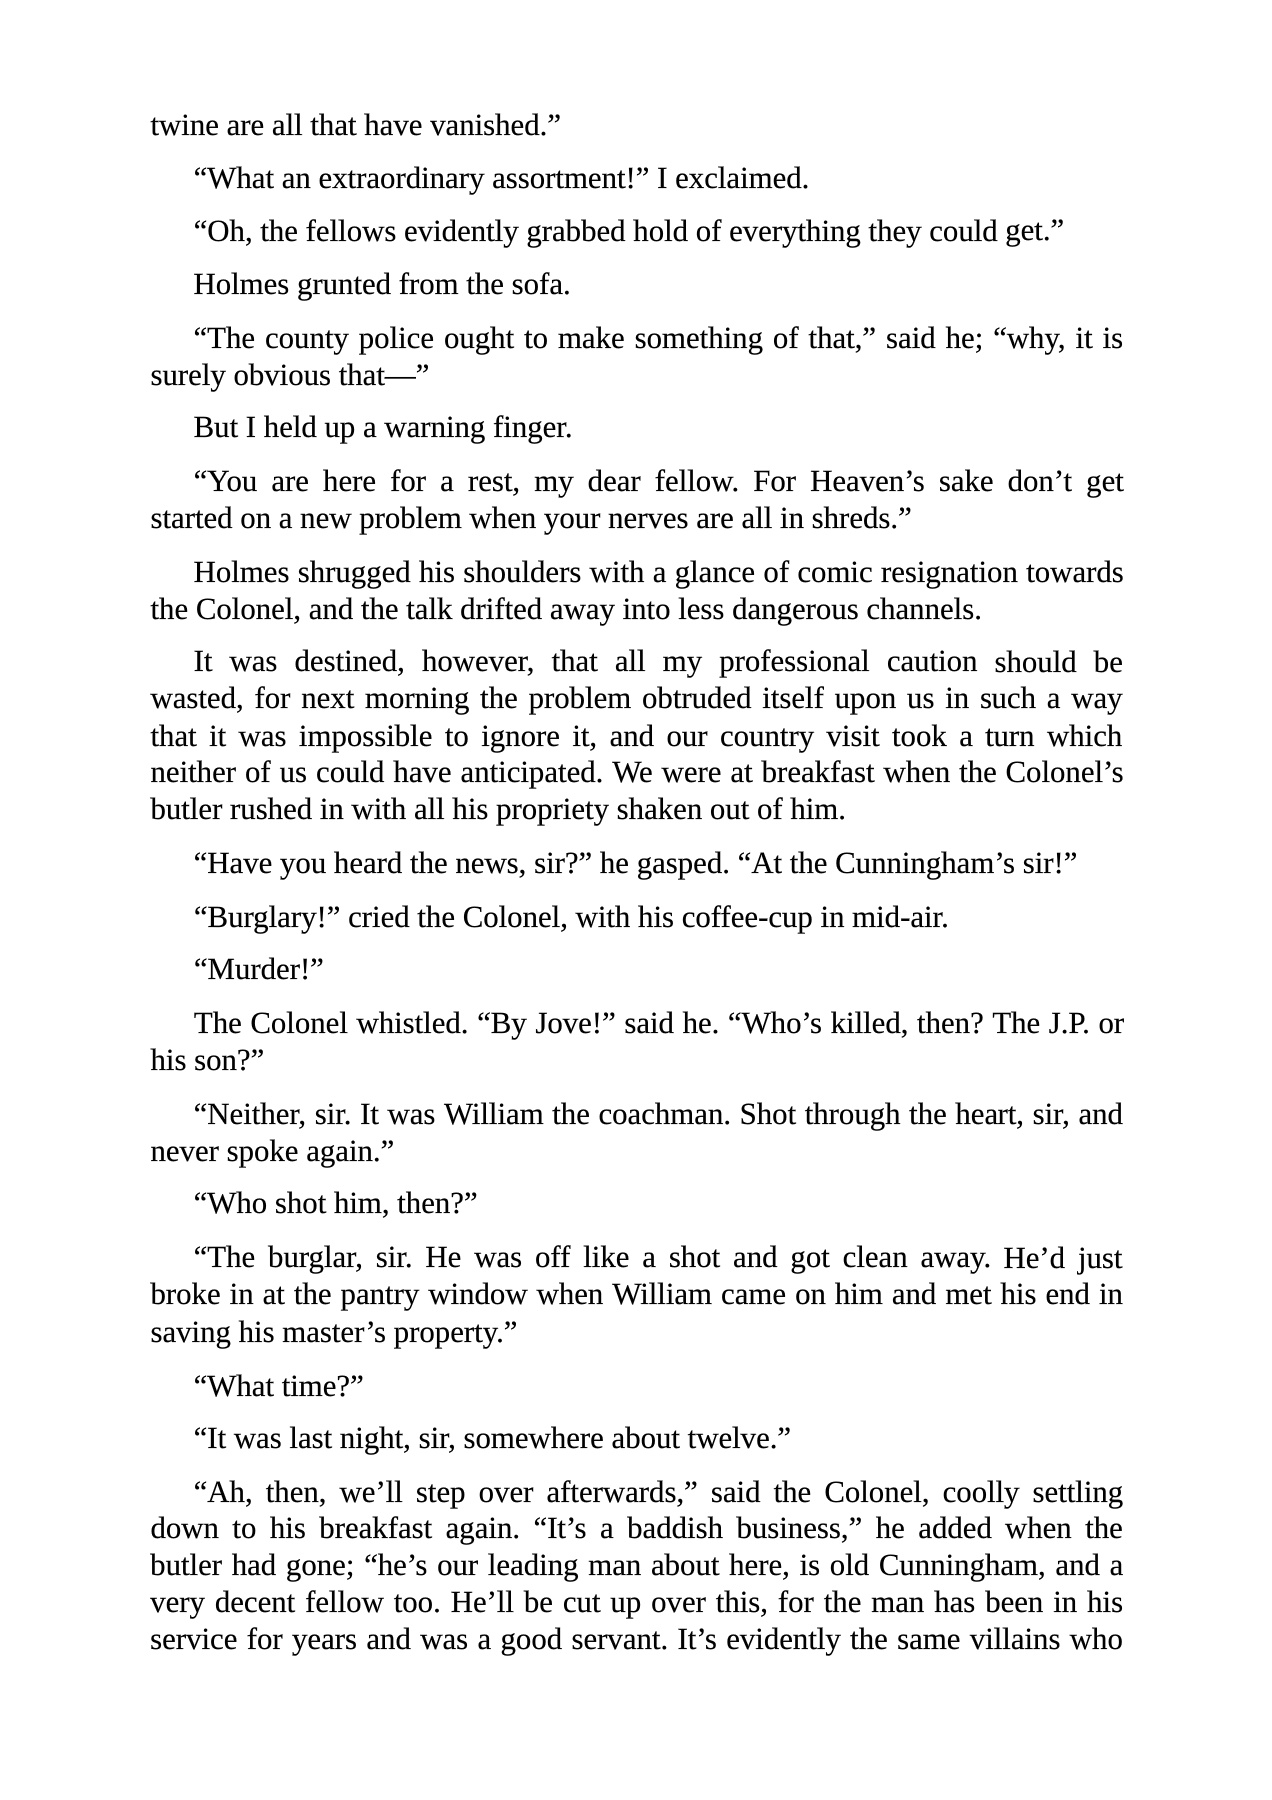 twine are all that have vanished.”
“What an extraordinary assortment!” I exclaimed.
“Oh, the fellows evidently grabbed hold of everything they could get.”
Holmes grunted from the sofa.
“The county police ought to make something of that,” said he; “why, it is
surely obvious that—”
But I held up a warning finger.
“You are here for a rest, my dear fellow. For Heaven’s sake don’t get
started on a new problem when your nerves are all in shreds.”
Holmes shrugged his shoulders with a glance of comic resignation towards
the Colonel, and the talk drifted away into less dangerous channels.
It was destined, however, that all my professional caution should be
wasted, for next morning the problem obtruded itself upon us in such a way
that it was impossible to ignore it, and our country visit took a turn which
neither of us could have anticipated. We were at breakfast when the Colonel’s
butler rushed in with all his propriety shaken out of him.
“Have you heard the news, sir?” he gasped. “At the Cunningham’s sir!”
“Burglary!” cried the Colonel, with his coffee-cup in mid-air.
“Murder!”
The Colonel whistled. “By Jove!” said he. “Who’s killed, then? The J.P. or
his son?”
“Neither, sir. It was William the coachman. Shot through the heart, sir, and
never spoke again.”
“Who shot him, then?”
“The burglar, sir. He was off like a shot and got clean away. He’d just
broke in at the pantry window when William came on him and met his end in
saving his master’s property.”
“What time?”
“It was last night, sir, somewhere about twelve.”
“Ah, then, we’ll step over afterwards,” said the Colonel, coolly settling
down to his breakfast again. “It’s a baddish business,” he added when the
butler had gone; “he’s our leading man about here, is old Cunningham, and a
very decent fellow too. He’ll be cut up over this, for the man has been in his
service for years and was a good servant. It’s evidently the same villains who